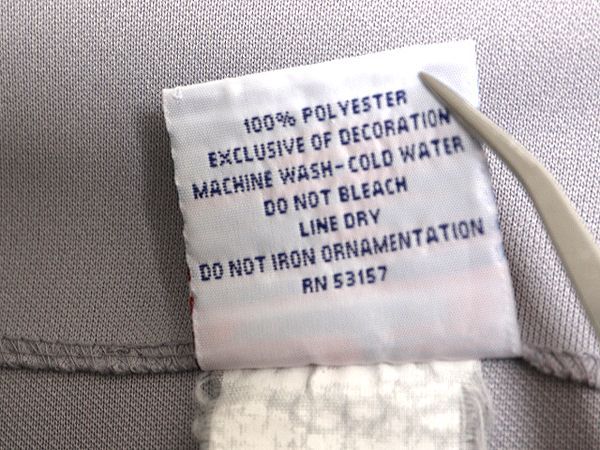 100% POLYESTER
EXCLUSIVE OF DECORATION
MACHINE WASH-COLD WATER
DO NOT BLEACH
LINE DRY
DO NOT IRON ORNAMENTATION
RN 53157